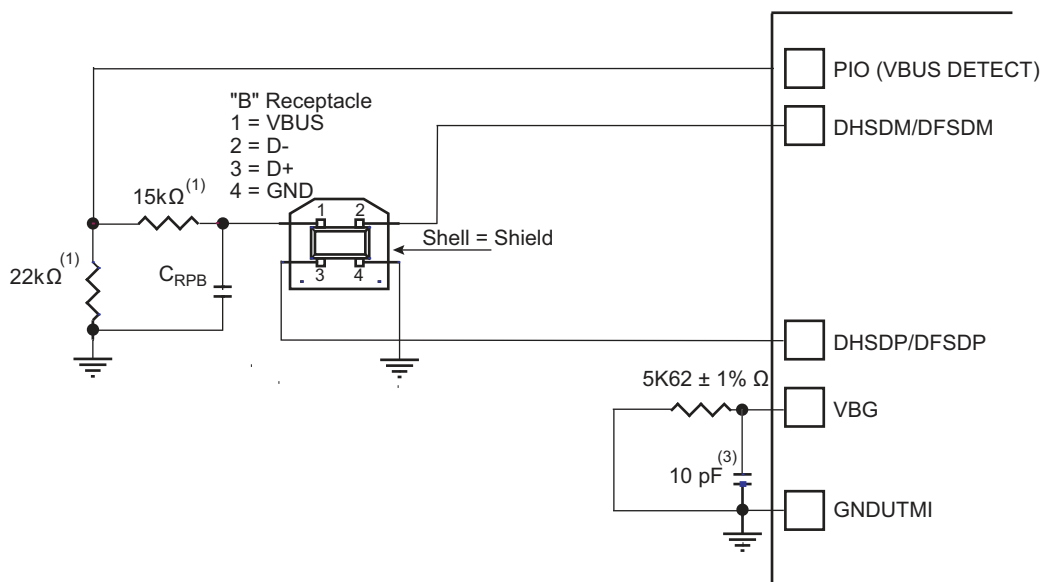 PIO (VBUS DETECT)
"B" Receptacle
1 = VBUS
2 = D-
3 = D+
4 = GND
DHSDM/DFSDM
15kΩ(1)
1 2
Shell = Shield
22kΩ(1)
CRPB
3 4
DHSDP/DFSDP
5K62 ± 1% Ω
VBG
10 pF(3)
GNDUTMI